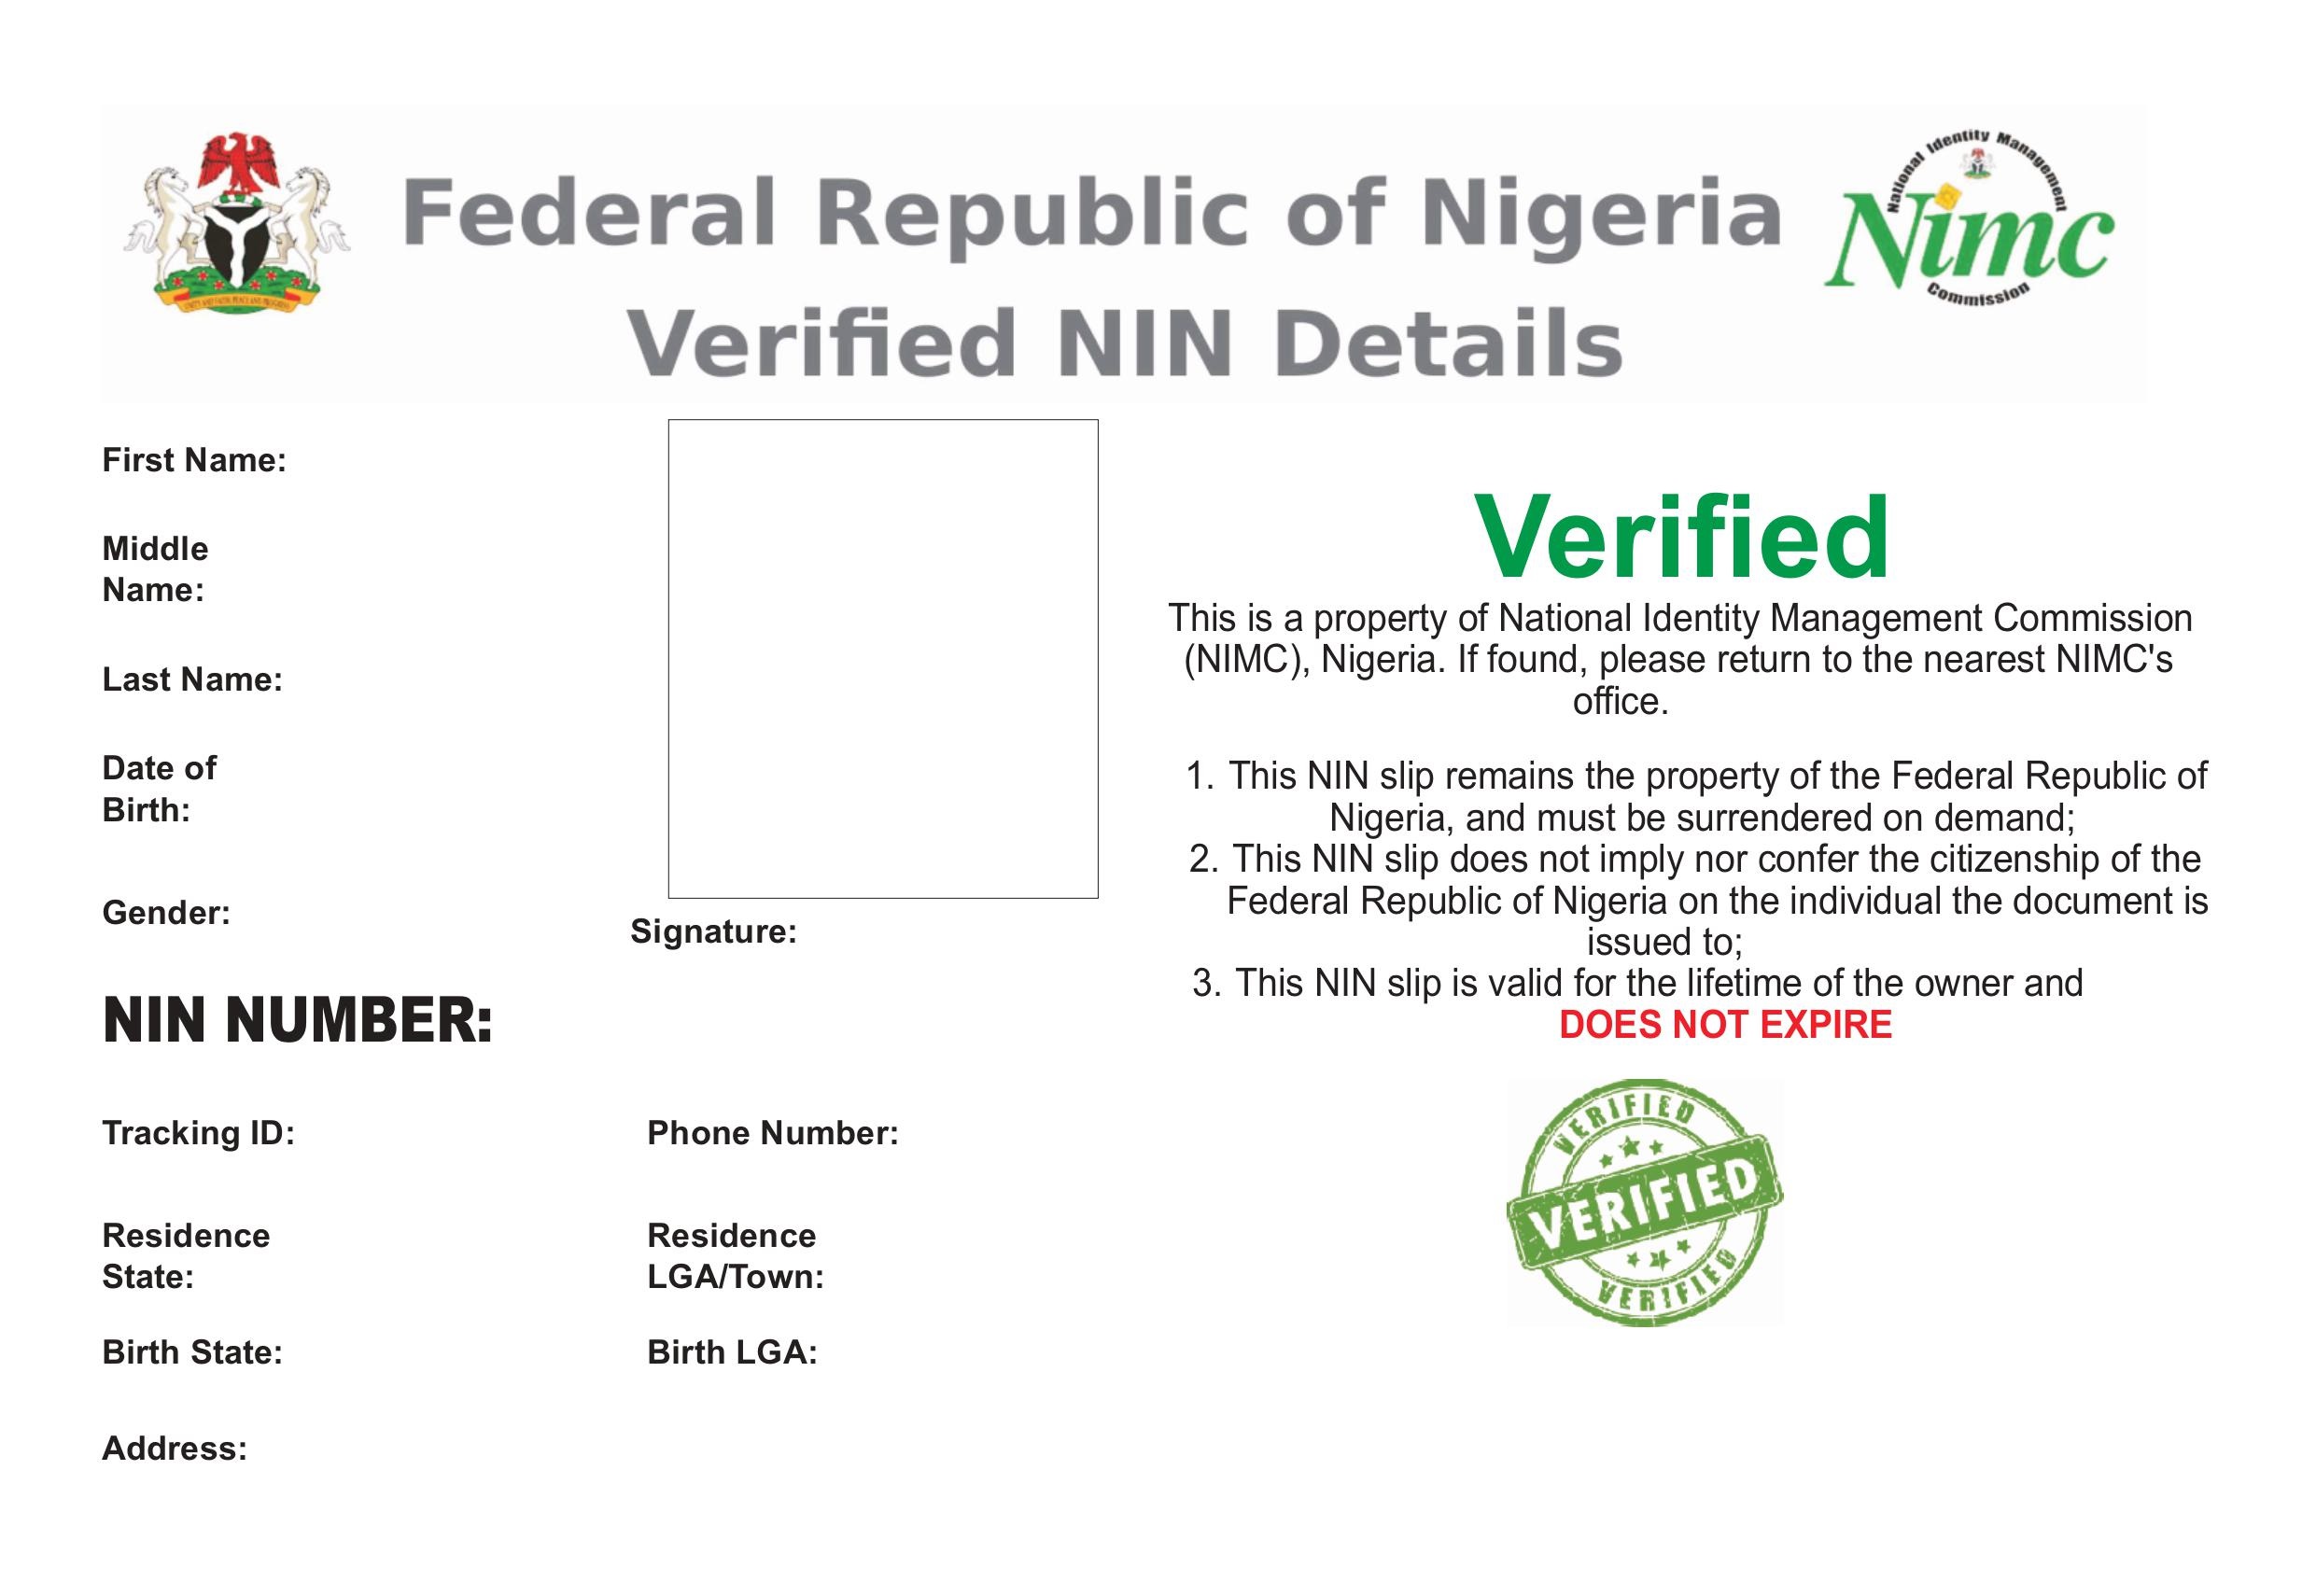 Federal Republic of Nigeria
Verified NIN Details
National Identity Management
Nimc
Commission
First Name:
Middle
Name:
Last Name:
Date of
Birth:
Gender:
Signature:
NIN NUMBER:
Tracking ID:
Phone Number:
Residence
State:
Residence
LGA/Town:
Birth State:
Birth LGA:
Address:
Verified
This is a property of National Identity Management Commission
(NIMC), Nigeria. If found, please return to the nearest NIMC's
office.
1. This NIN slip remains the property of the Federal Republic of
Nigeria, and must be surrendered on demand;
2. This NIN slip does not imply nor confer the citizenship of the
Federal Republic of Nigeria on the individual the document is
issued to;
3. This NIN slip is valid for the lifetime of the owner and
DOES NOT EXPIRE
VERIFIED
VERIFIED
VERIFIED